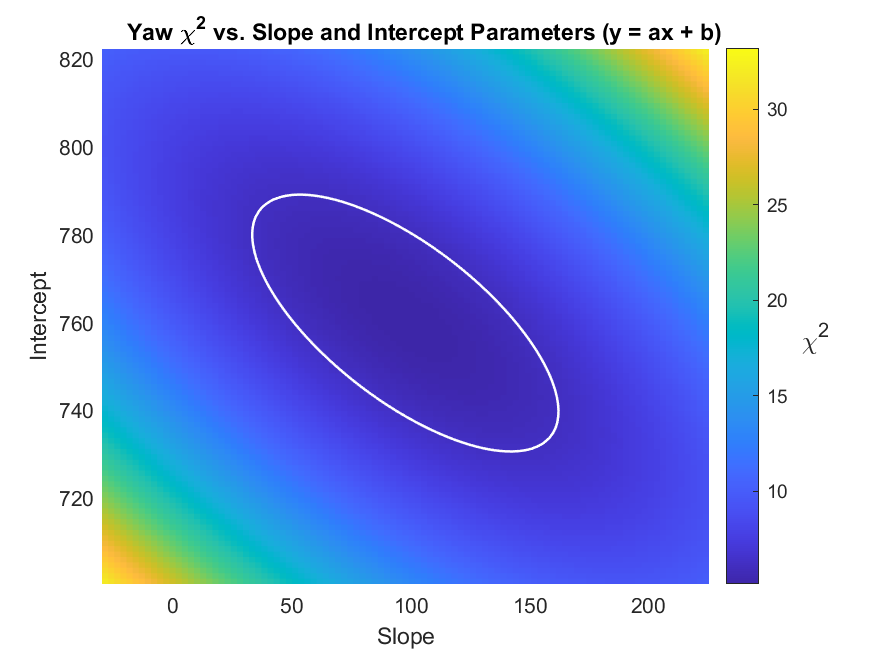 Yaw χ² vs. Slope and Intercept Parameters (y = ax + b)
820
800
780
760
740
720
Intercept
0 50 100 150 200
Slope
30
25
20
15
10
χ²